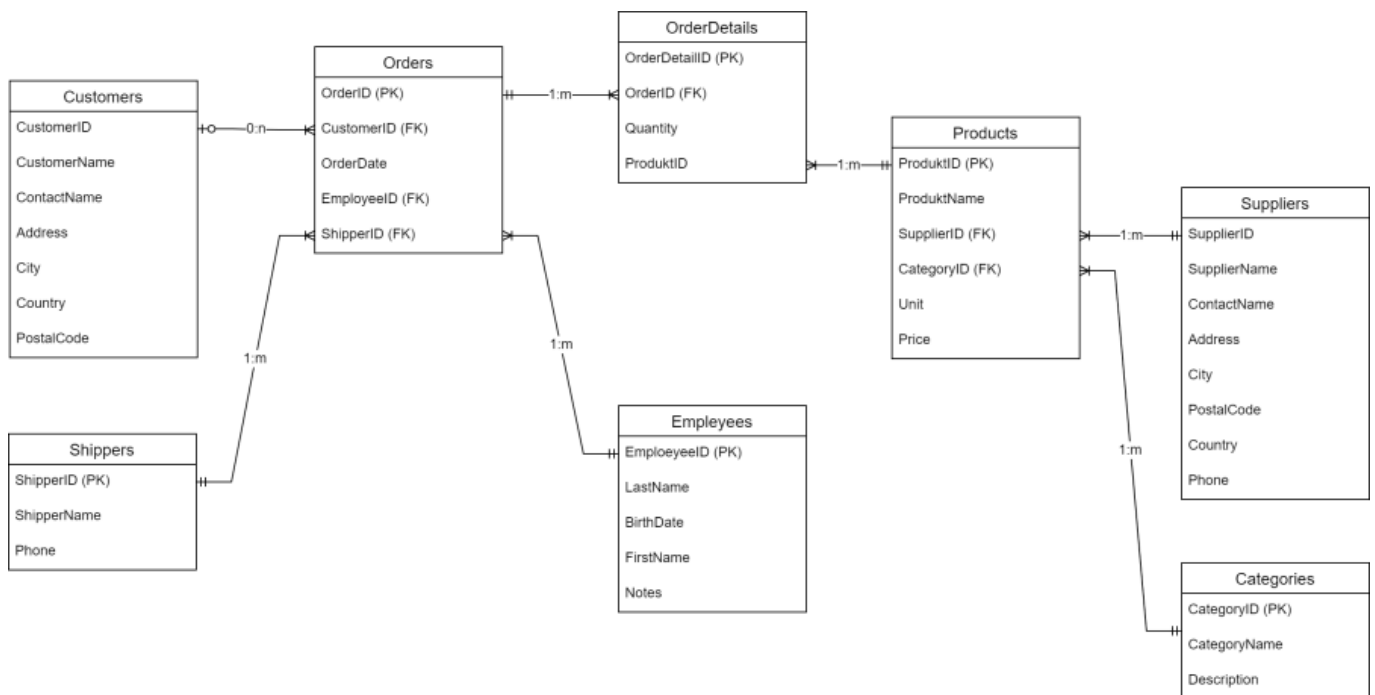 Customers
CustomerID
CustomerName
ContactName
Address
City
Country
PostalCode
0:n
Orders
OrderID (PK)
CustomerID (FK)
OrderDate
EmployeeID (FK)
ShipperID (FK)
1:m
OrderDetails
OrderDetailID (PK)
OrderID (FK)
Quantity
ProduktID
1:m
Products
ProduktID (PK)
ProduktName
SupplierID (FK)
CategoryID (FK)
Unit
Price
1:m
Suppliers
SupplierID
SupplierName
ContactName
Address
City
PostalCode
Country
Phone
1:m
Shippers
ShipperID (PK)
ShipperName
Phone
1:m
Empleyees
EmploeyeeID (PK)
LastName
BirthDate
FirstName
Notes
1:m
Categories
CategoryID (PK)
CategoryName
Description